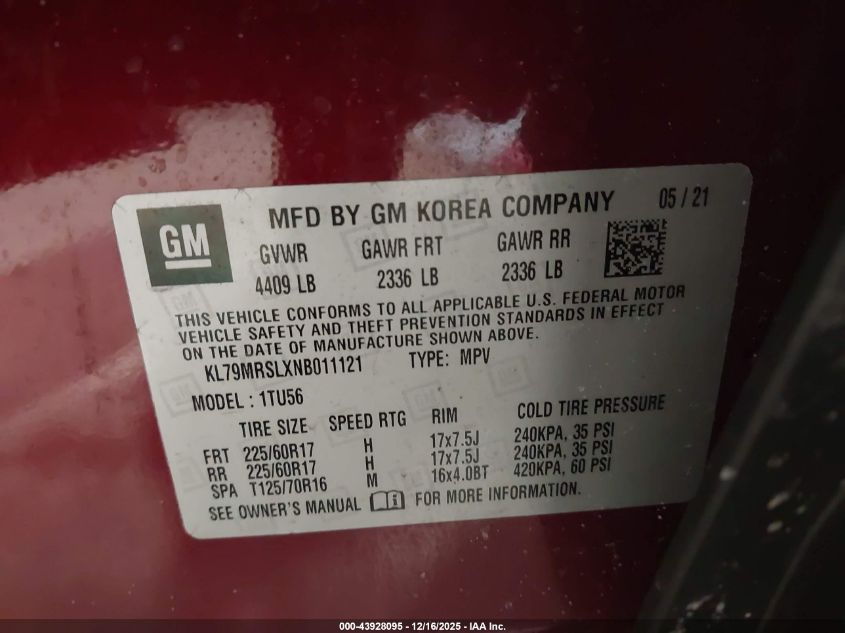 GM
MFD BY GM KOREA COMPANY 05 / 21
GVWR GAWR FRT GAWR RR
4409 LB 2336 LB 2336 LB
THIS VEHICLE CONFORMS TO ALL APPLICABLE U.S. FEDERAL MOTOR
VEHICLE SAFETY AND THEFT PREVENTION STANDARDS IN EFFECT
ON THE DATE OF MANUFACTURE SHOWN ABOVE.
KL79MRSLXNB011121 TYPE: MPV
MODEL : 1TU56
TIRE SIZE SPEED RTG RIM COLD TIRE PRESSURE
FRT 225/60R17 H 17x7.5J 240KPA, 35 PSI
RR 225/60R17 H 17x7.5J 240KPA, 35 PSI
SPA T125/70R16 M 16x4.0BT 420KPA, 60 PSI
SEE OWNER'S MANUAL FOR MORE INFORMATION.
000-43928095 - 12/16/2025 - IAA Inc.